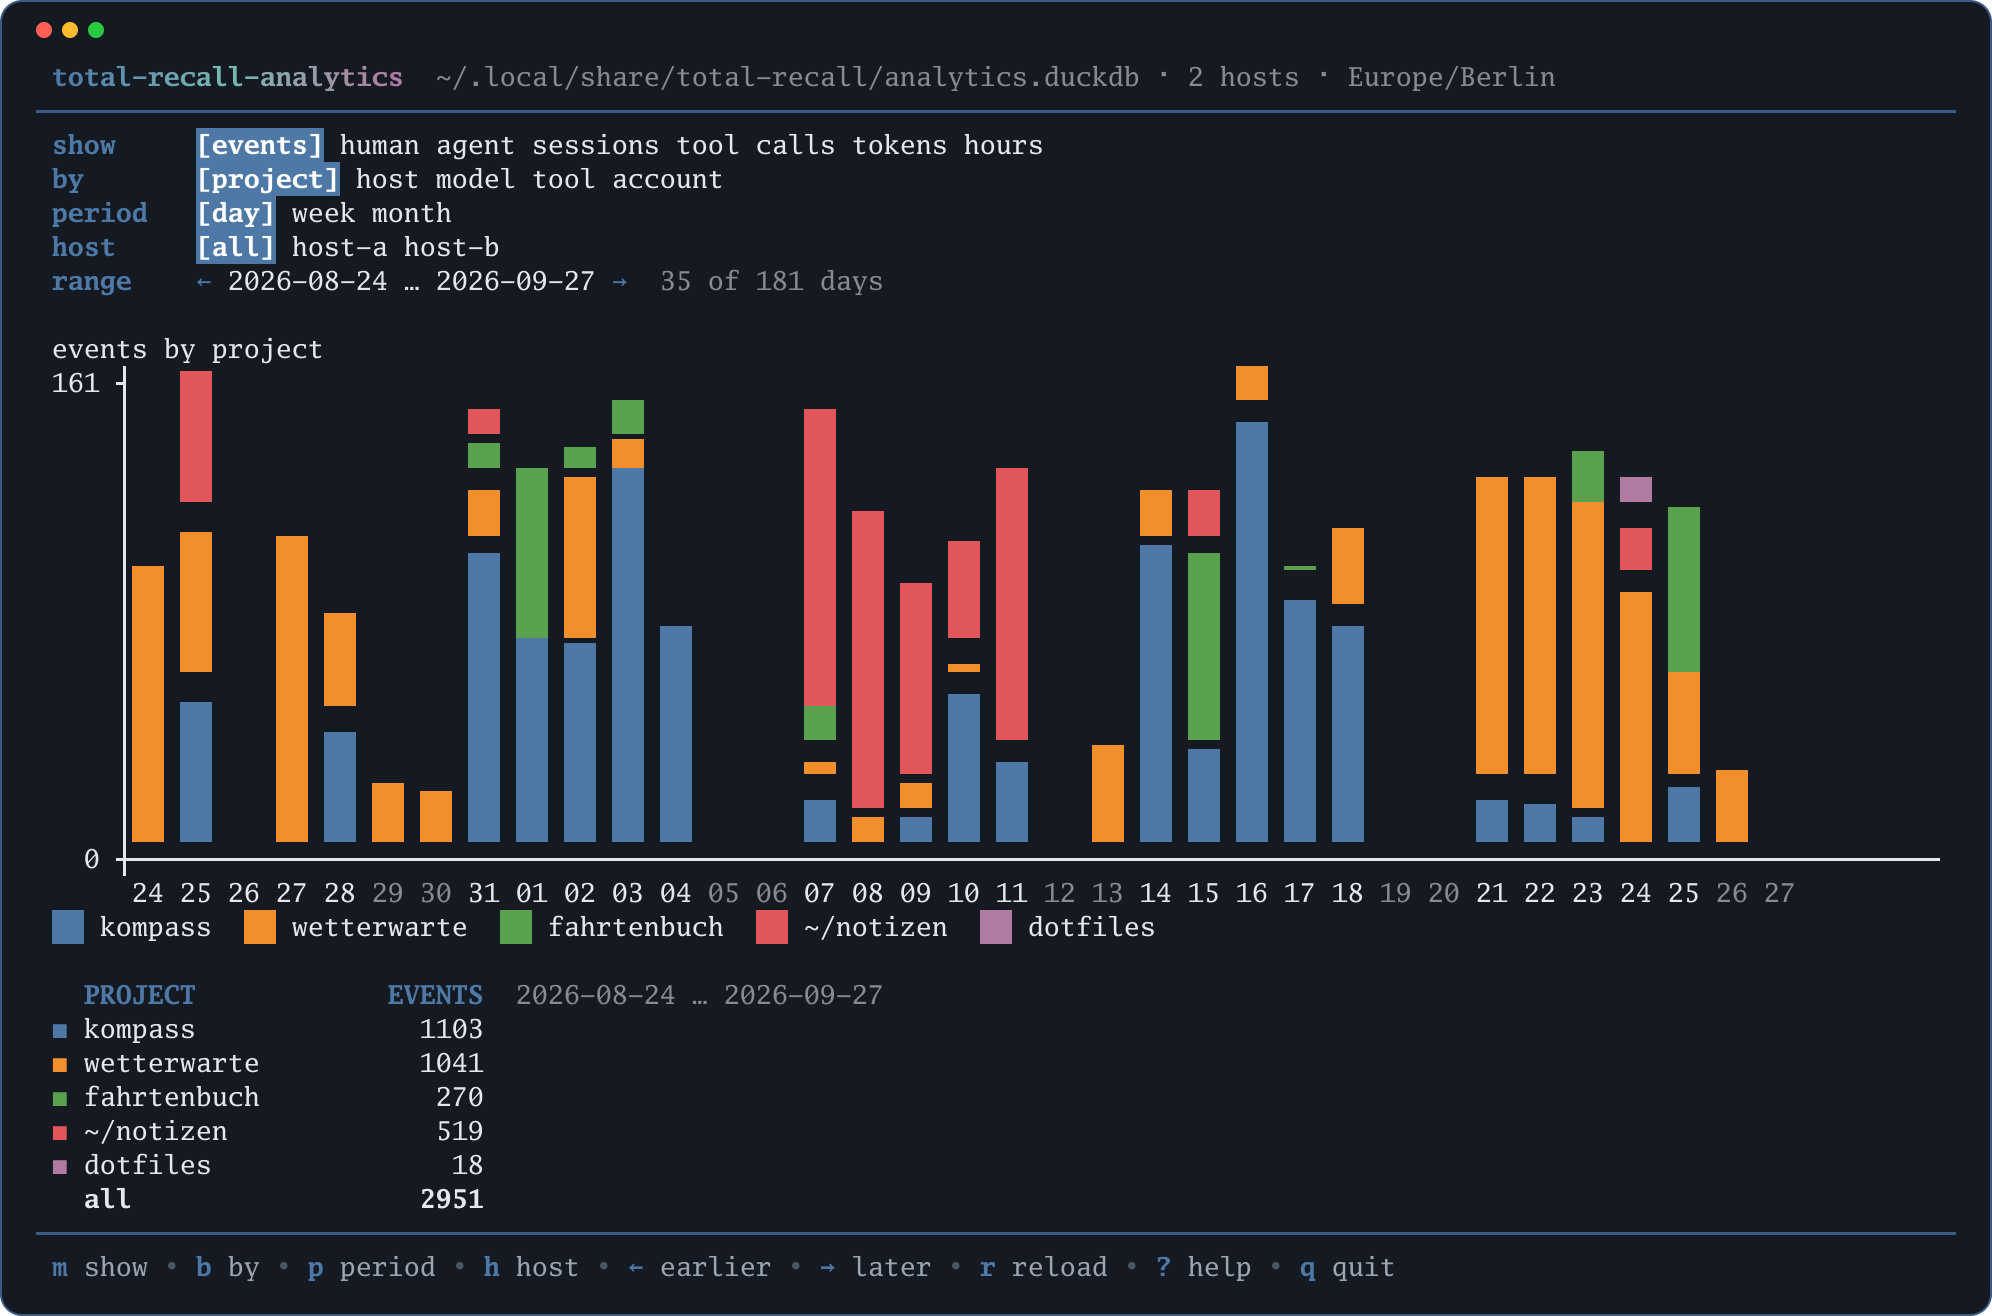 total-recall-analytics ~/.local/share/total-recall/analytics.duckdb · 2 hosts · Europe/Berlin
show [events] human agent sessions tool calls tokens hours
by [project] host model tool account
period [day] week month
host [all] host-a host-b
range ← 2026-08-24 … 2026-09-27 → 35 of 181 days
events by project
161
0
24 25 26 27 28 29 30 31 01 02 03 04 05 06 07 08 09 10 11 12 13 14 15 16 17 18 19 20 21 22 23 24 25 26 27
kompass wetterwarte fahrtenbuch ~/notizen dotfiles
PROJECT EVENTS 2026-08-24 … 2026-09-27
kompass 1103
wetterwarte 1041
fahrtenbuch 270
~/notizen 519
dotfiles 18
all 2951
m show • b by • p period • h host • ← earlier • → later • r reload • ? help • q quit